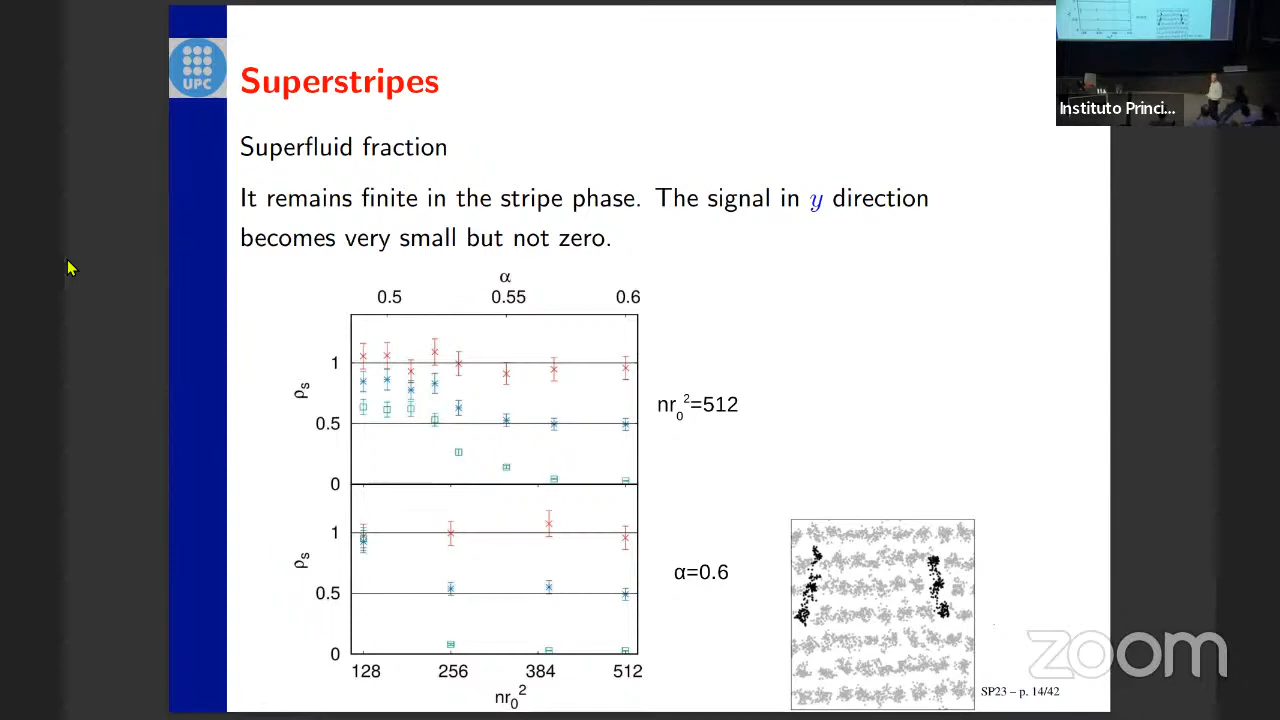 UPC
Superstripes
Instituto Princi...
Superfluid fraction
It remains finite in the stripe phase. The signal in y direction
becomes very small but not zero.
α
0.5 0.55 0.6
1
ρs
0.5
0
nr₀²=512
1
ρs
0.5
0
α=0.6
128 256 384 512
nr₀²
zoom
SP23 – p. 14/42